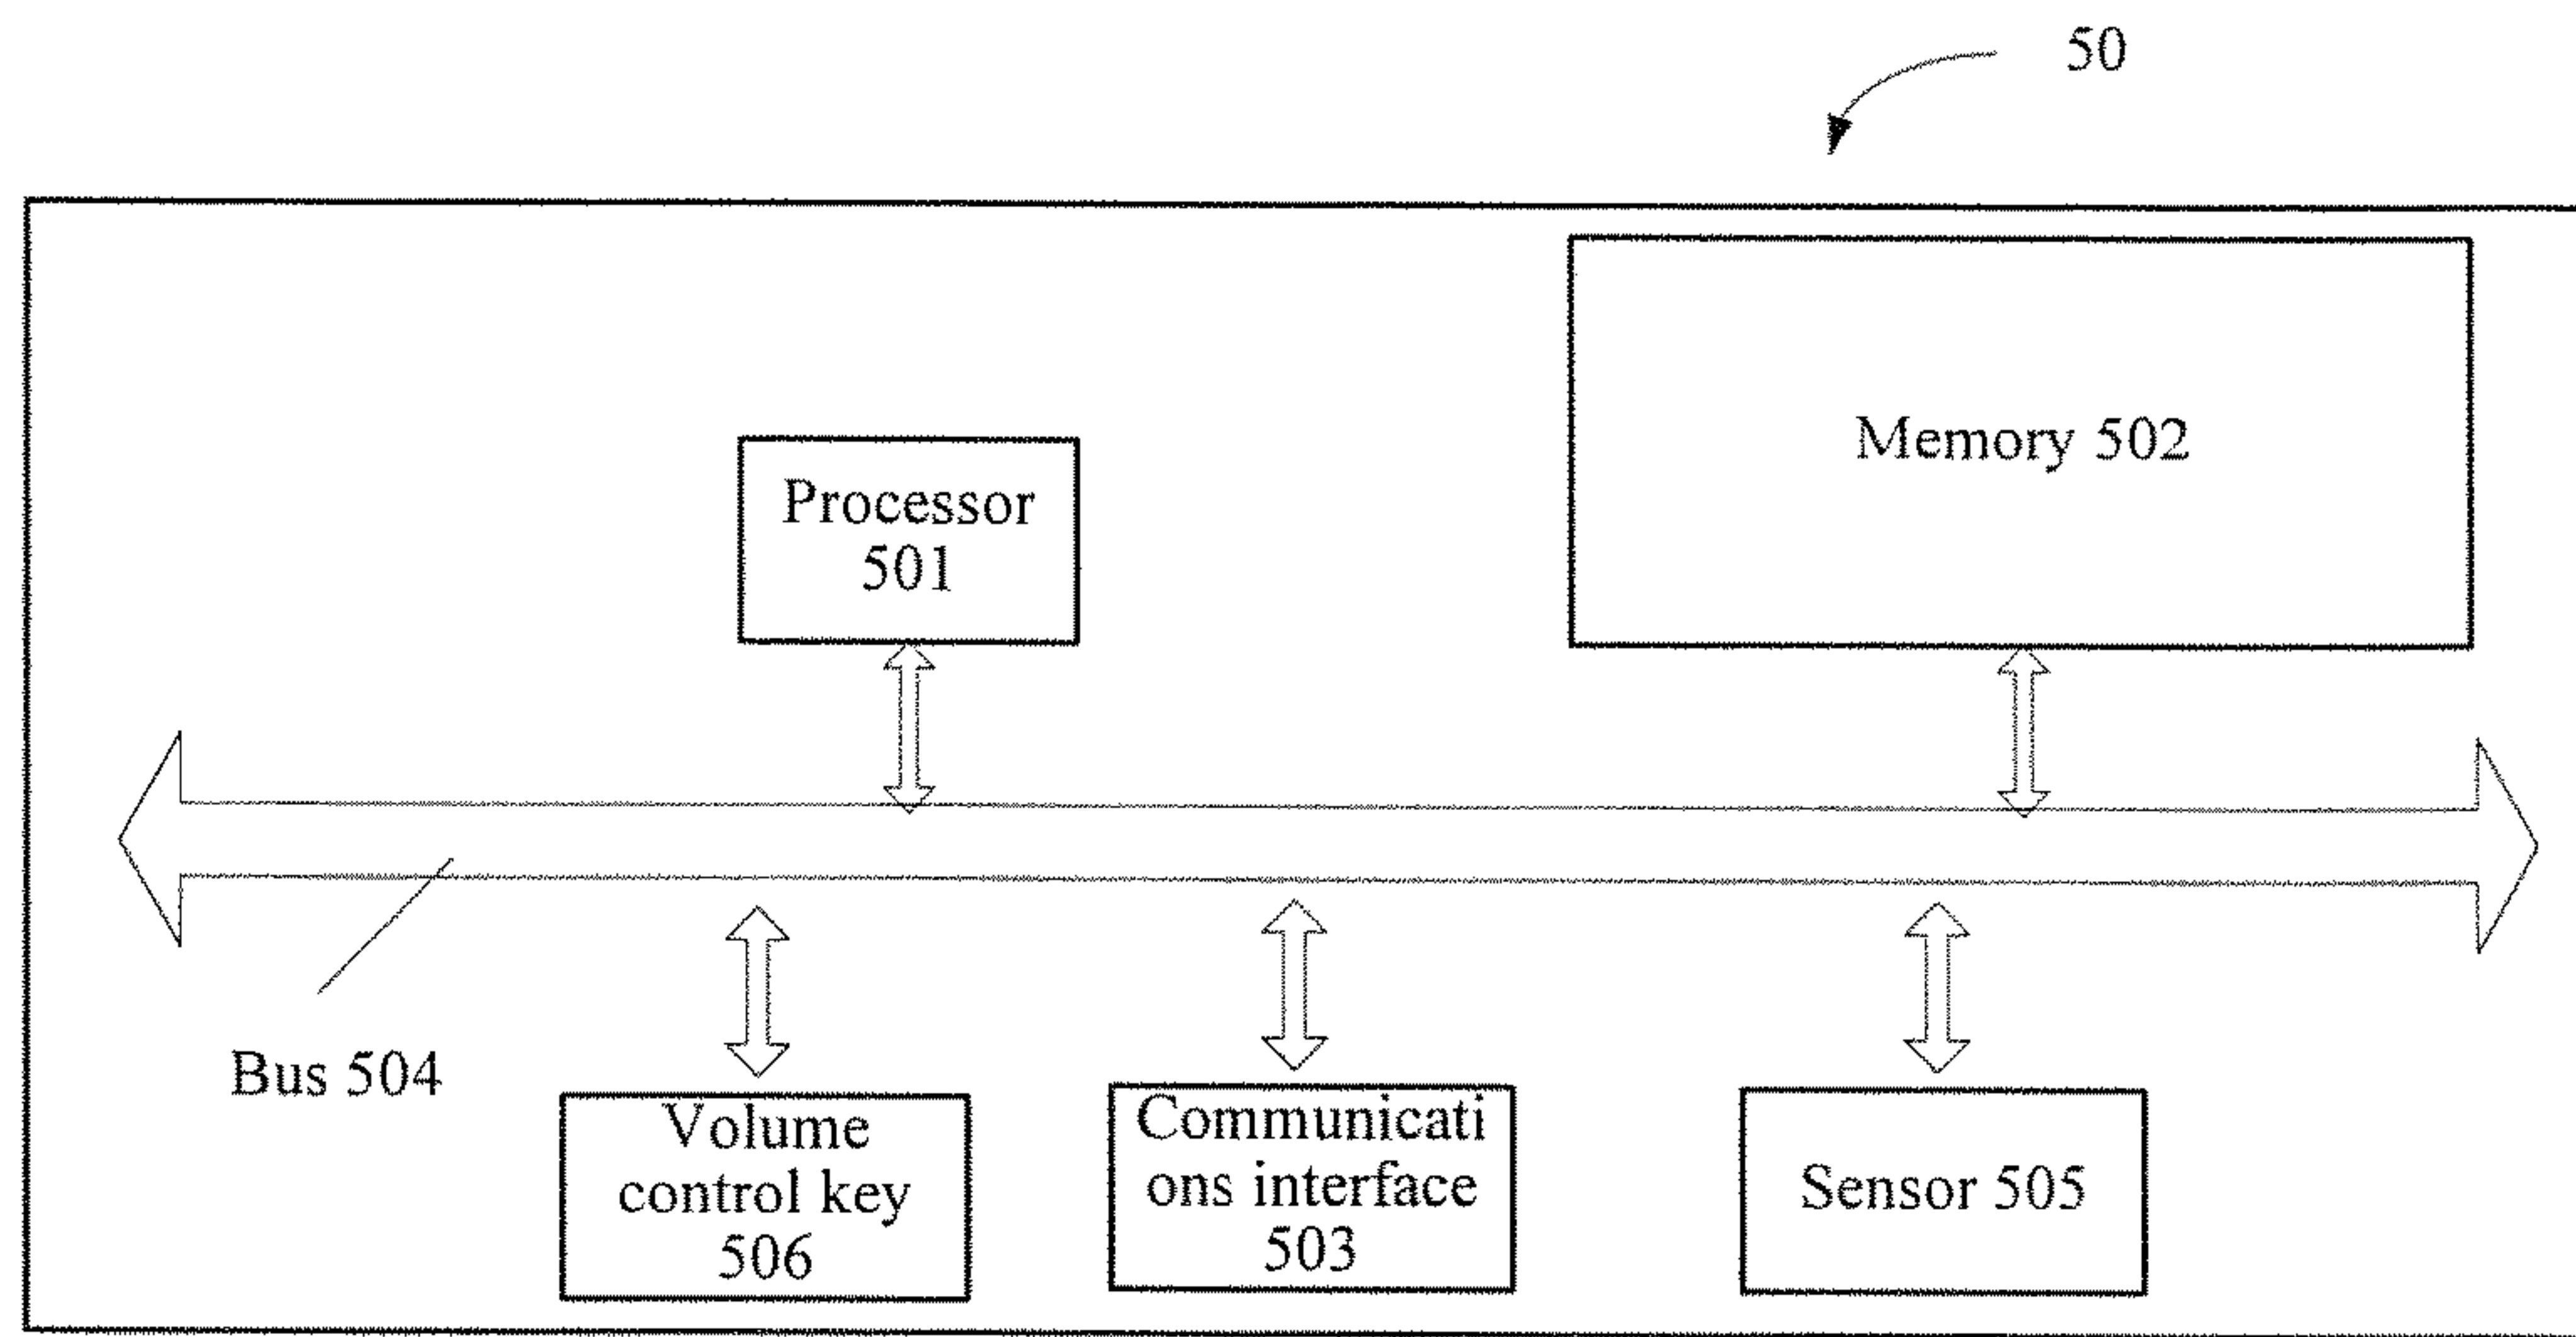 50
Memory 502
Processor
501
Bus 504
Volume
control key
506
Communicati
ons interface
503
Sensor 505